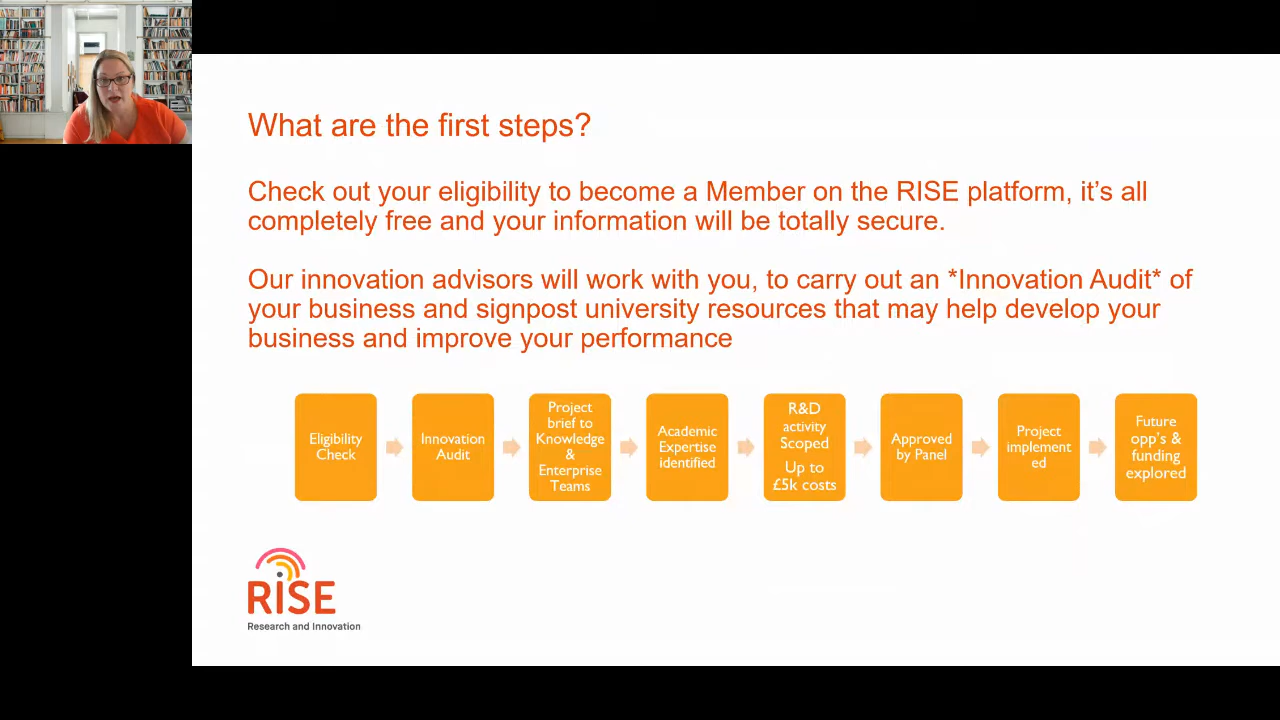 What are the first steps?
Check out your eligibility to become a Member on the RISE platform, it's all
completely free and your information will be totally secure.
Our innovation advisors will work with you, to carry out an *Innovation Audit* of
your business and signpost university resources that may help develop your
business and improve your performance
Eligibility
Check
Innovation
Audit
Project
brief to
Knowledge
&
Enterprise
Teams
Academic
Expertise
identified
R&D
activity
Scoped
Up to
£5k costs
Approved
by Panel
Project
implement
ed
Future
opp's &
funding
explored
RISE
Research and Innovation